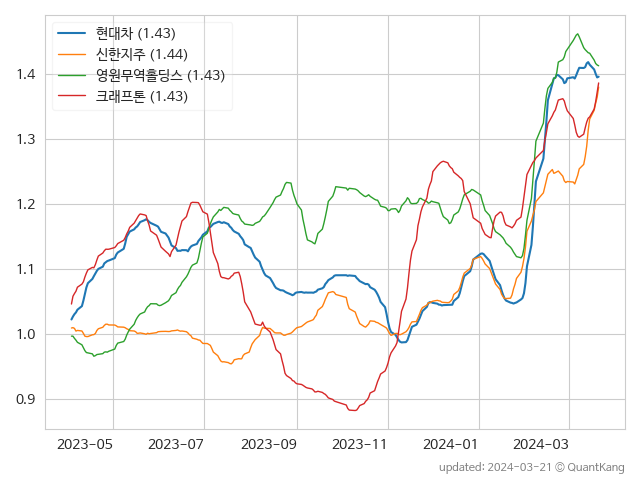 현대차 (1.43)
신한지주 (1.44)
영원무역홀딩스 (1.43)
크래프톤 (1.43)
1.4
1.3
1.2
1.1
1.0
0.9
2023-05 2023-07 2023-09 2023-11 2024-01 2024-03
updated: 2024-03-21 © QuantKang